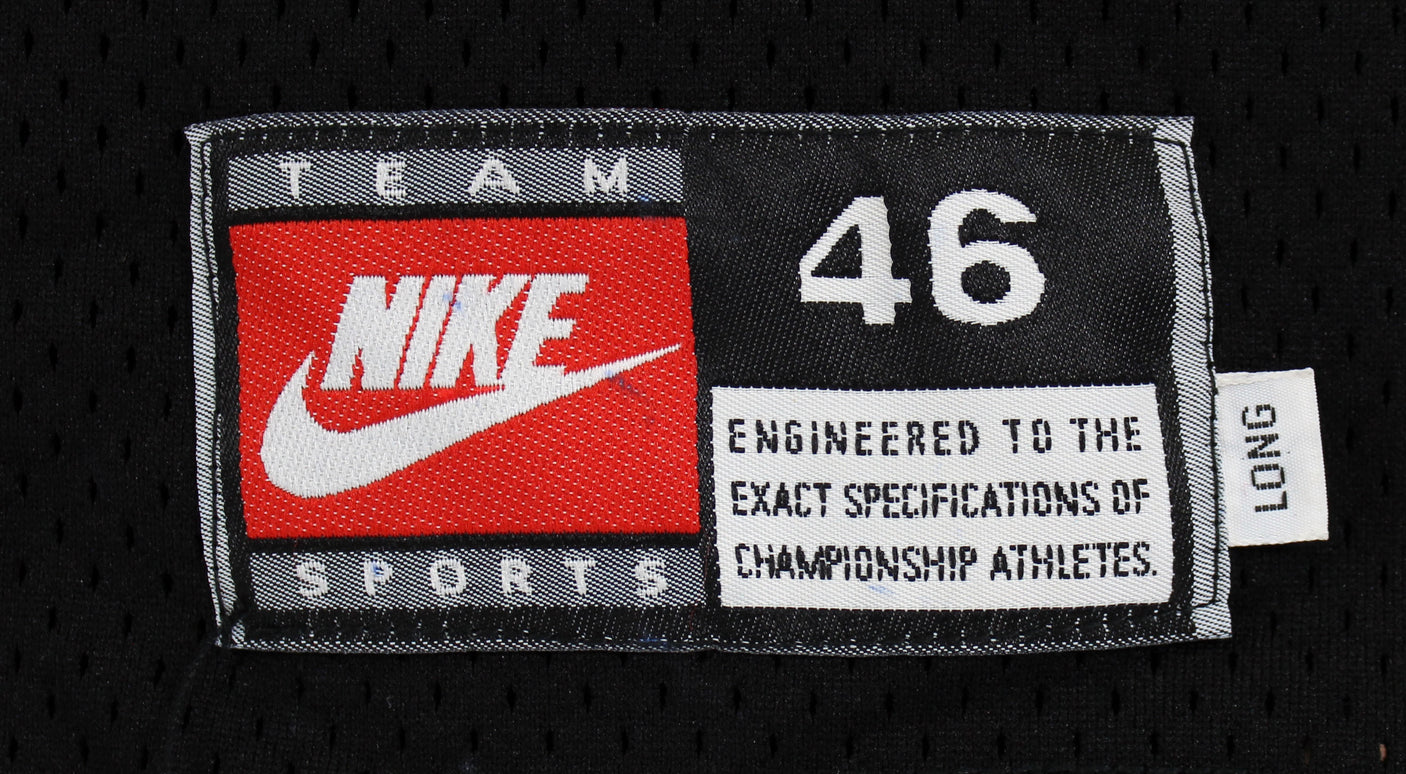 TEAM
NIKE
SPORTS
46
ENGINEERED TO THE
EXACT SPECIFICATIONS OF
CHAMPIONSHIP ATHLETES.
LONG